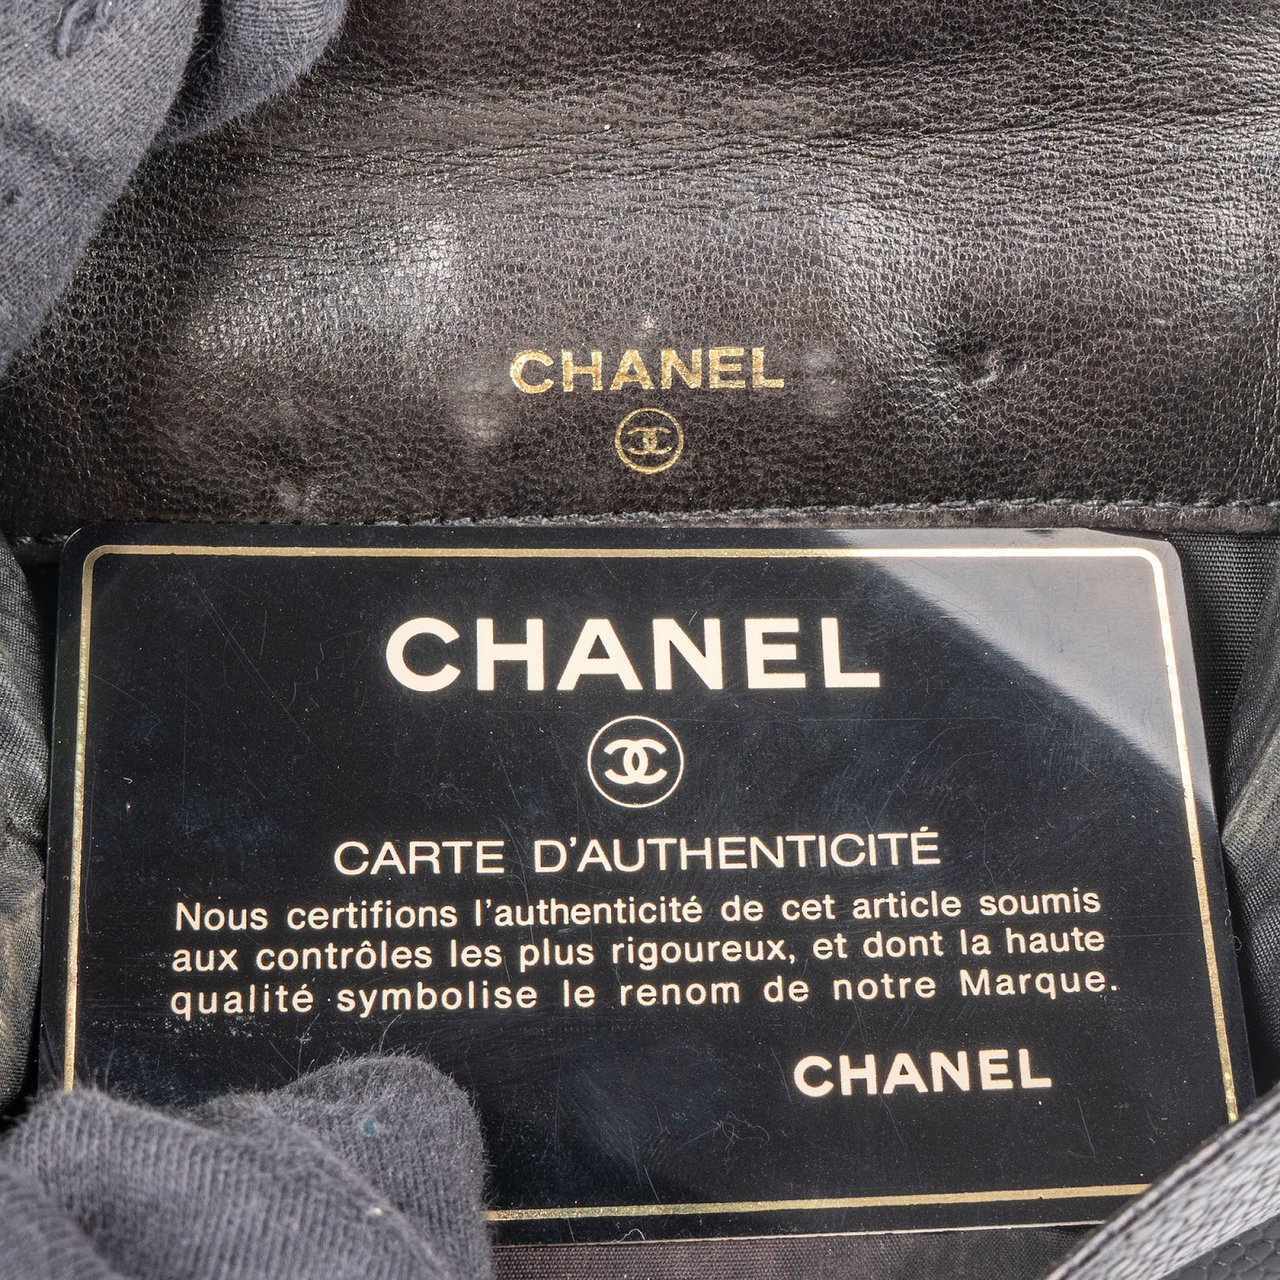 CHANEL
CHANEL
CARTE D'AUTHENTICITÉ
Nous certifions l'authenticité de cet article soumis
aux contrôles les plus rigoureux, et dont la haute
qualité symbolise le renom de notre Marque.
CHANEL